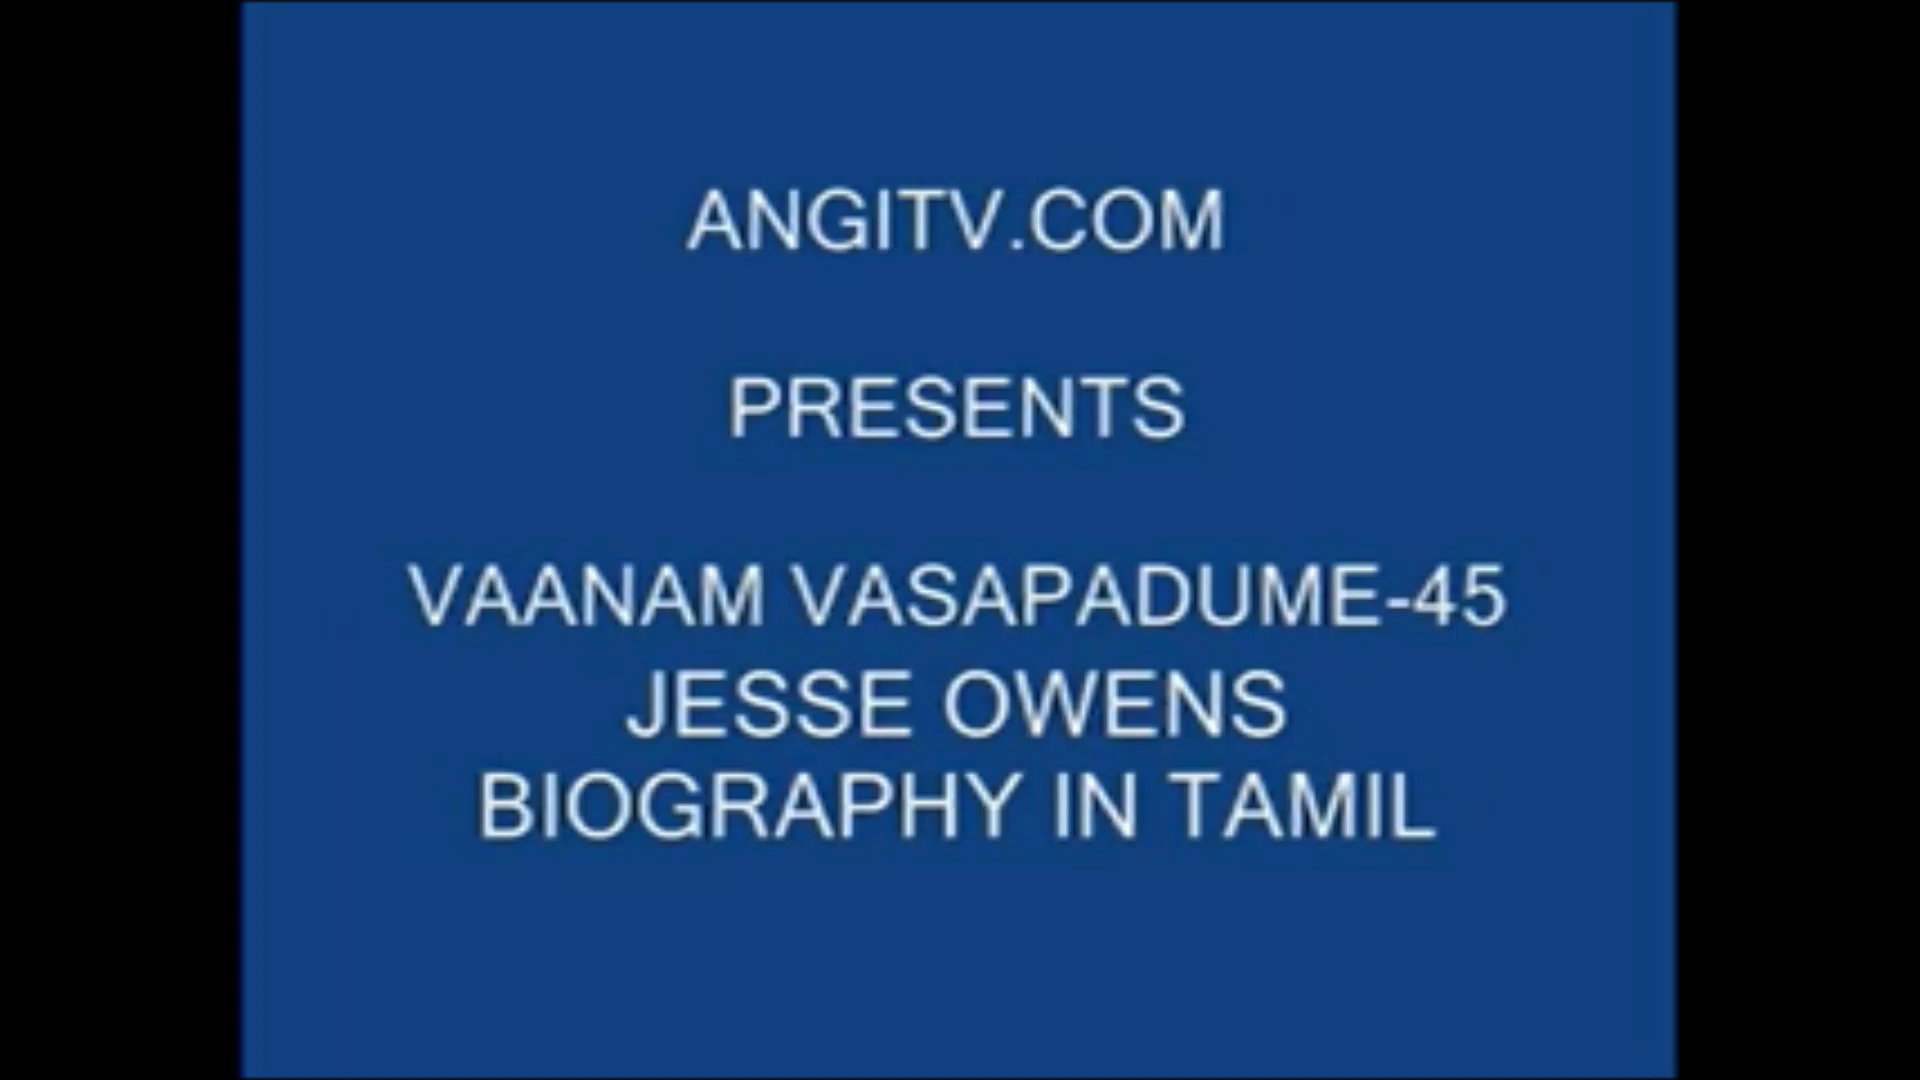 ANGITV.COM
PRESENTS
VAANAM VASAPADUME-45
JESSE OWENS
BIOGRAPHY IN TAMIL